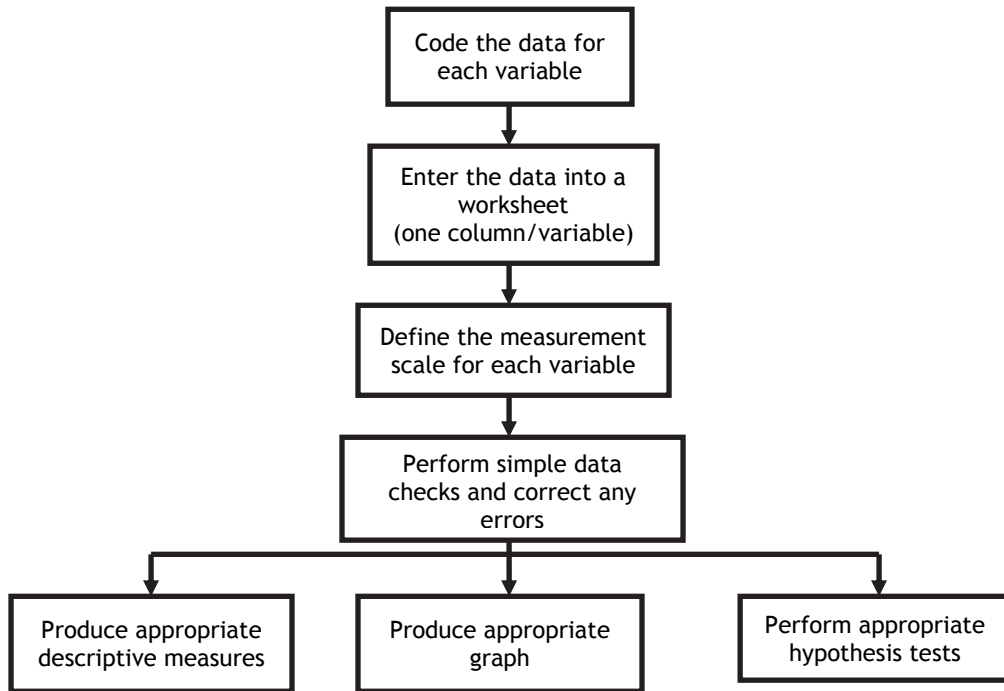 Code the data for
each variable
Enter the data into a
worksheet
(one column/variable)
Define the measurement
scale for each variable
Perform simple data
checks and correct any
errors
Produce appropriate
descriptive measures
Produce appropriate
graph
Perform appropriate
hypothesis tests